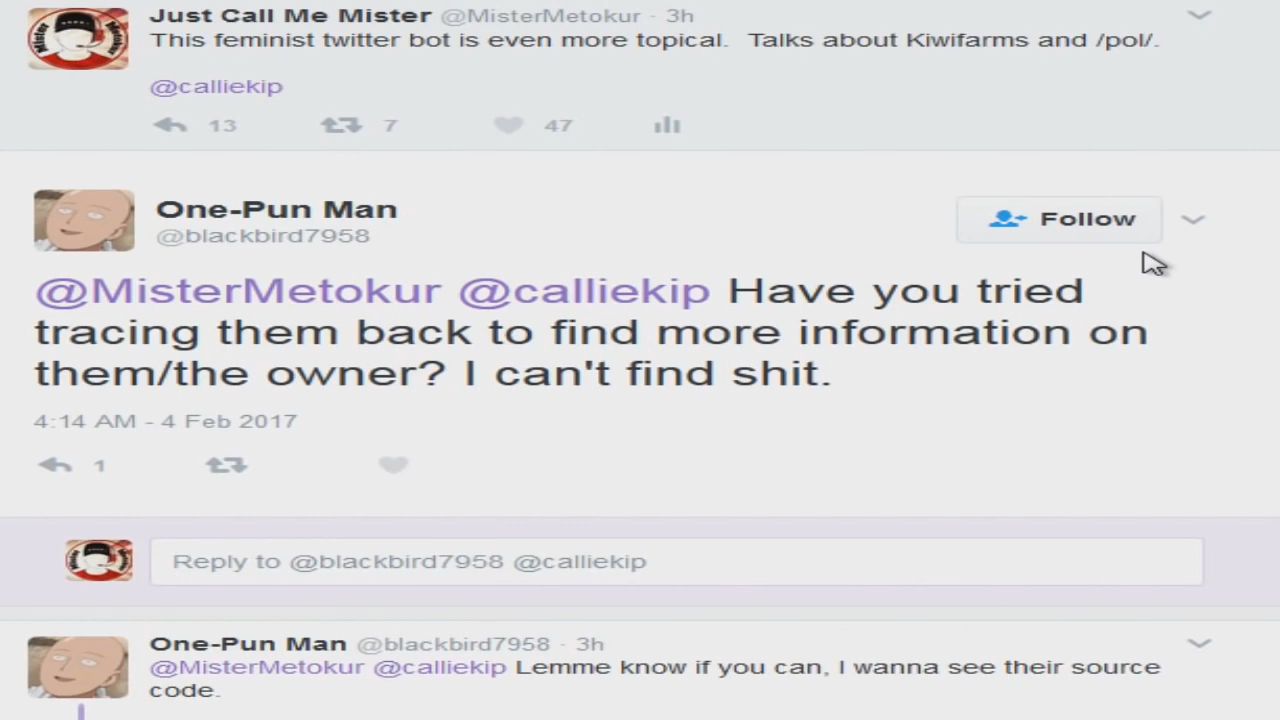 Just Call Me Mister @MisterMetokur · 3h
This feminist twitter bot is even more topical. Talks about Kiwifarms and /pol/.
@calliekip
13 7 47
One-Pun Man
@blackbird7958
Follow
@MisterMetokur @calliekip Have you tried
tracing them back to find more information on
them/the owner? I can't find shit.
4:14 AM - 4 Feb 2017
1
Reply to @blackbird7958 @calliekip
One-Pun Man @blackbird7958 · 3h
@MisterMetokur @calliekip Lemme know if you can, I wanna see their source
code.